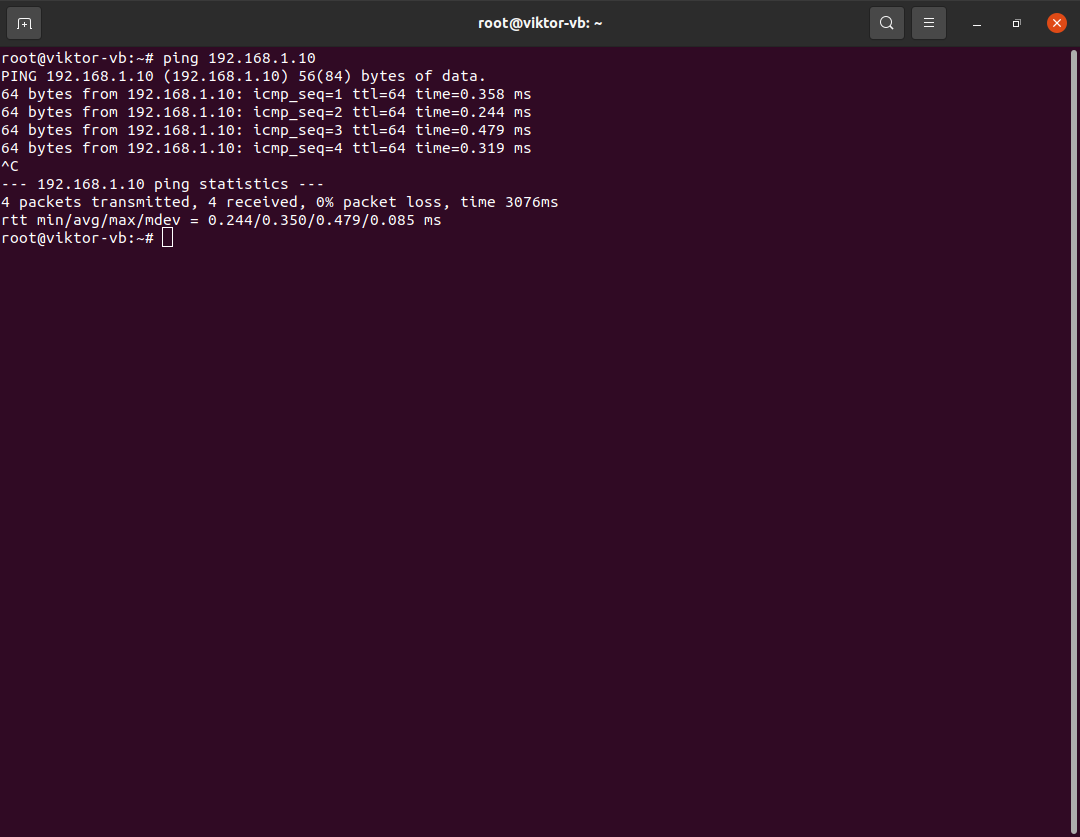 root@viktor-vb: ~
root@viktor-vb:~# ping 192.168.1.10
PING 192.168.1.10 (192.168.1.10) 56(84) bytes of data.
64 bytes from 192.168.1.10: icmp_seq=1 ttl=64 time=0.358 ms
64 bytes from 192.168.1.10: icmp_seq=2 ttl=64 time=0.244 ms
64 bytes from 192.168.1.10: icmp_seq=3 ttl=64 time=0.479 ms
64 bytes from 192.168.1.10: icmp_seq=4 ttl=64 time=0.319 ms
^C
--- 192.168.1.10 ping statistics ---
4 packets transmitted, 4 received, 0% packet loss, time 3076ms
rtt min/avg/max/mdev = 0.244/0.350/0.479/0.085 ms
root@viktor-vb:~#